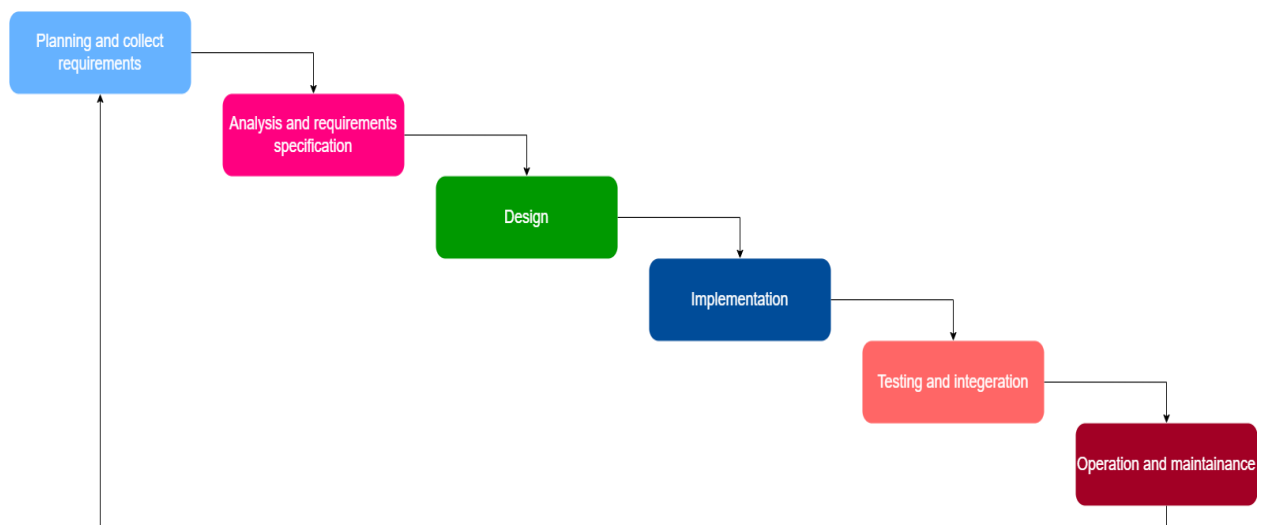 Planning and collect
requirements
Analysis and requirements
specification
Design
Implementation
Testing and integeration
Operation and maintainance